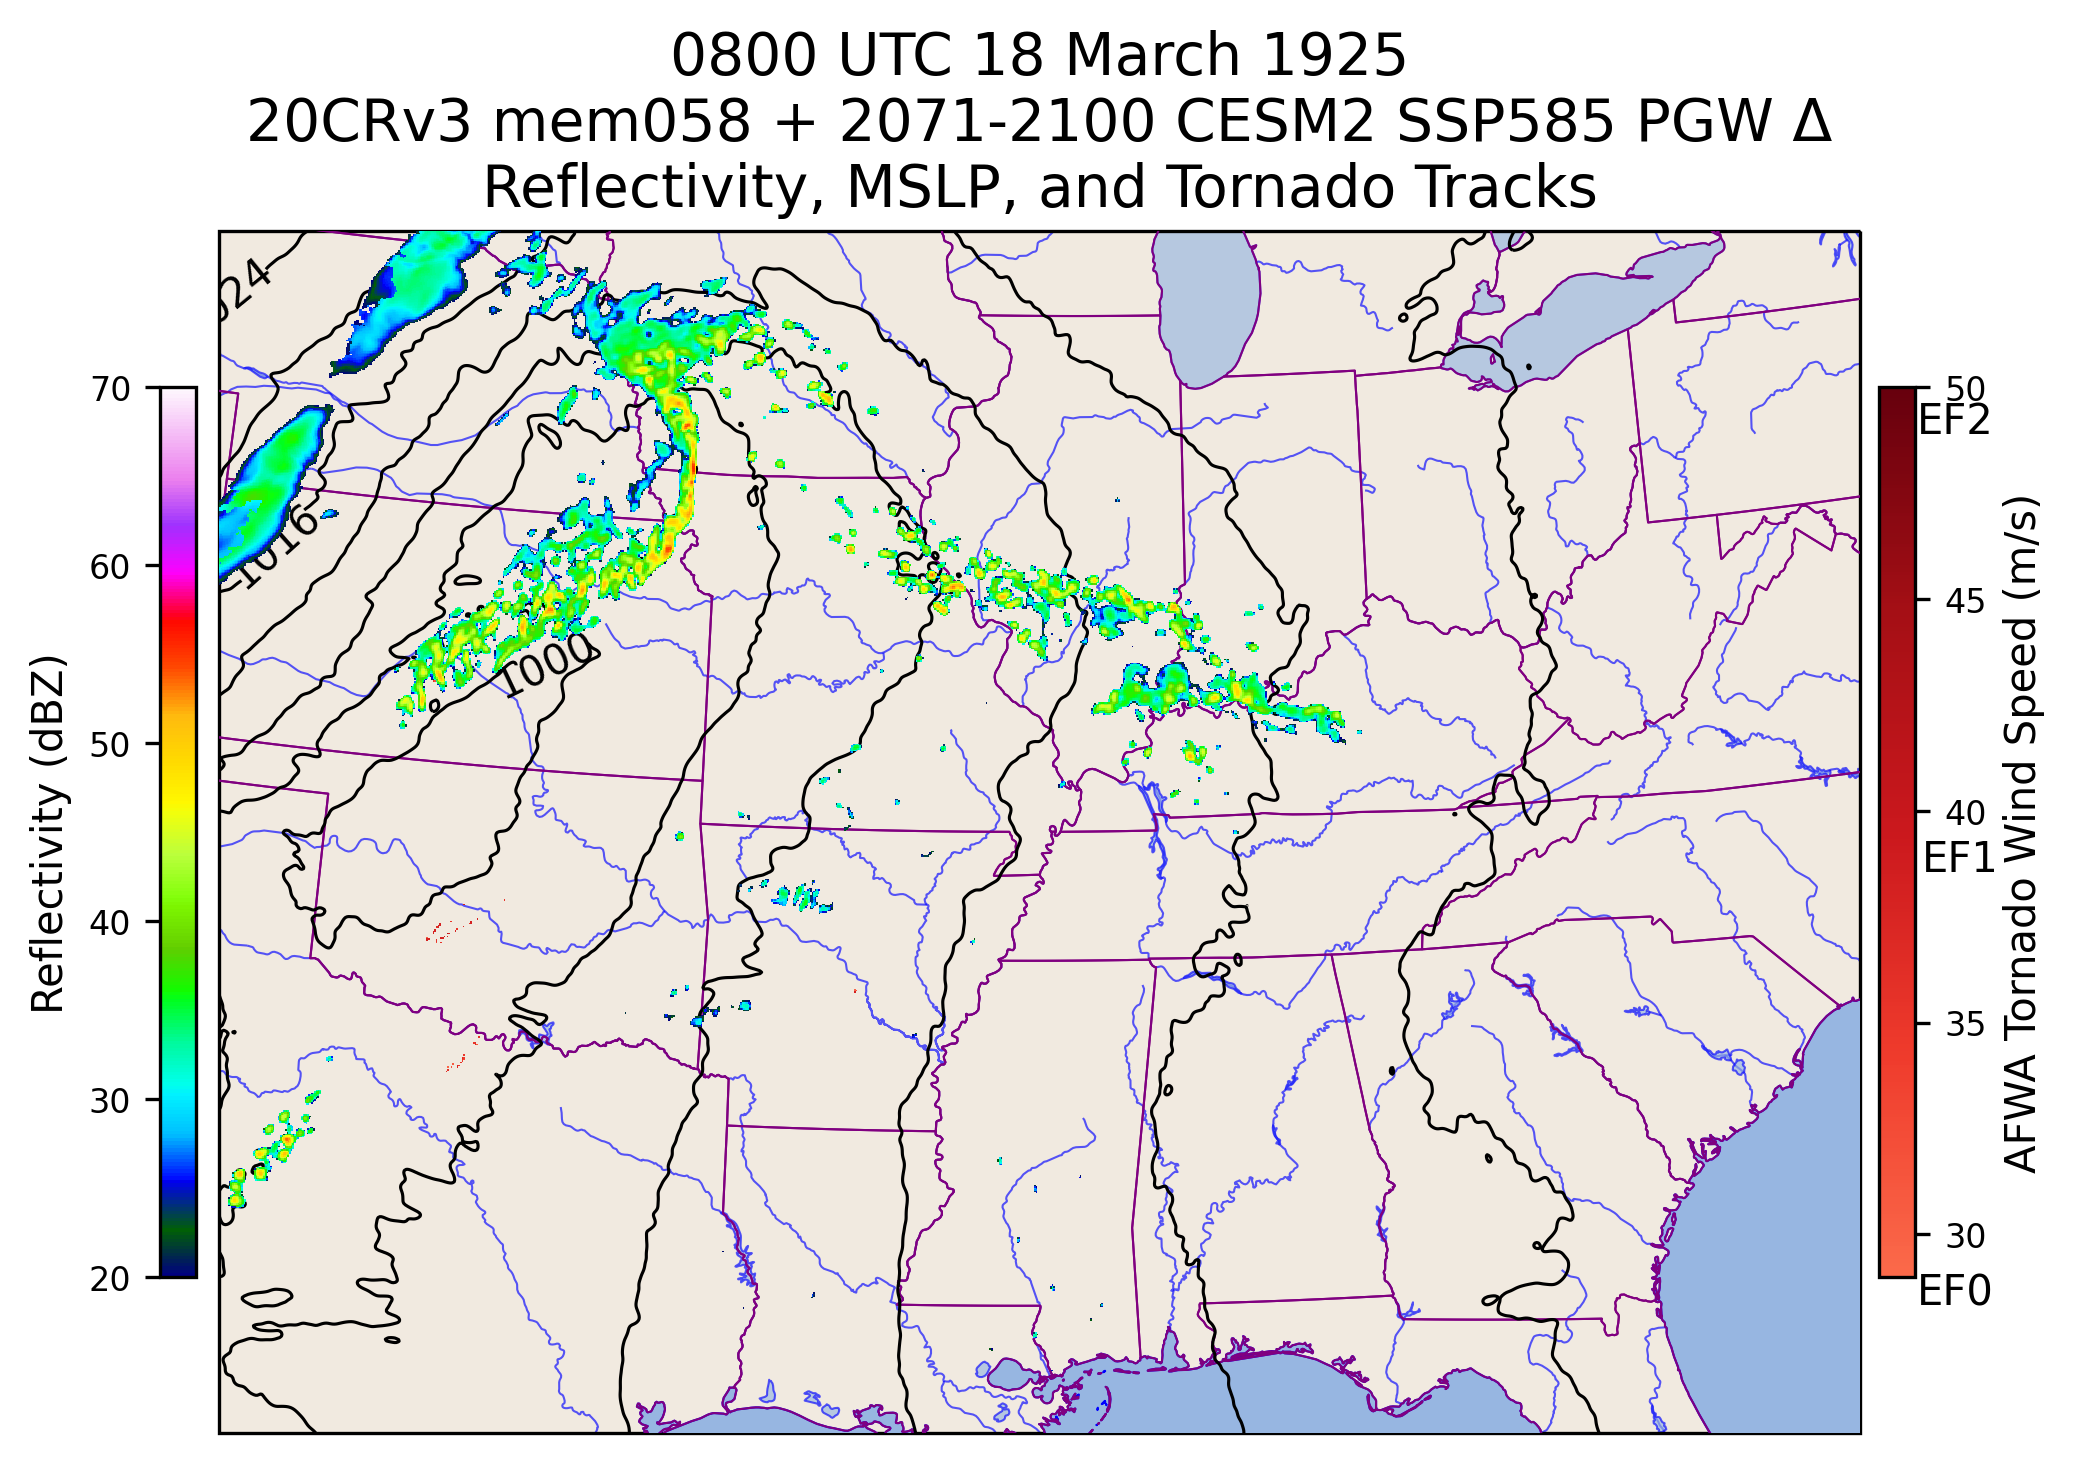 0800 UTC 18 March 1925
20CRv3 mem058 + 2071-2100 CESM2 SSP585 PGW Δ
Reflectivity, MSLP, and Tornado Tracks
Reflectivity (dBZ)
70
60
50
40
30
20
1016
1000
50
EF2
45
40
EF1
35
30
EF0
AFWA Tornado Wind Speed (m/s)